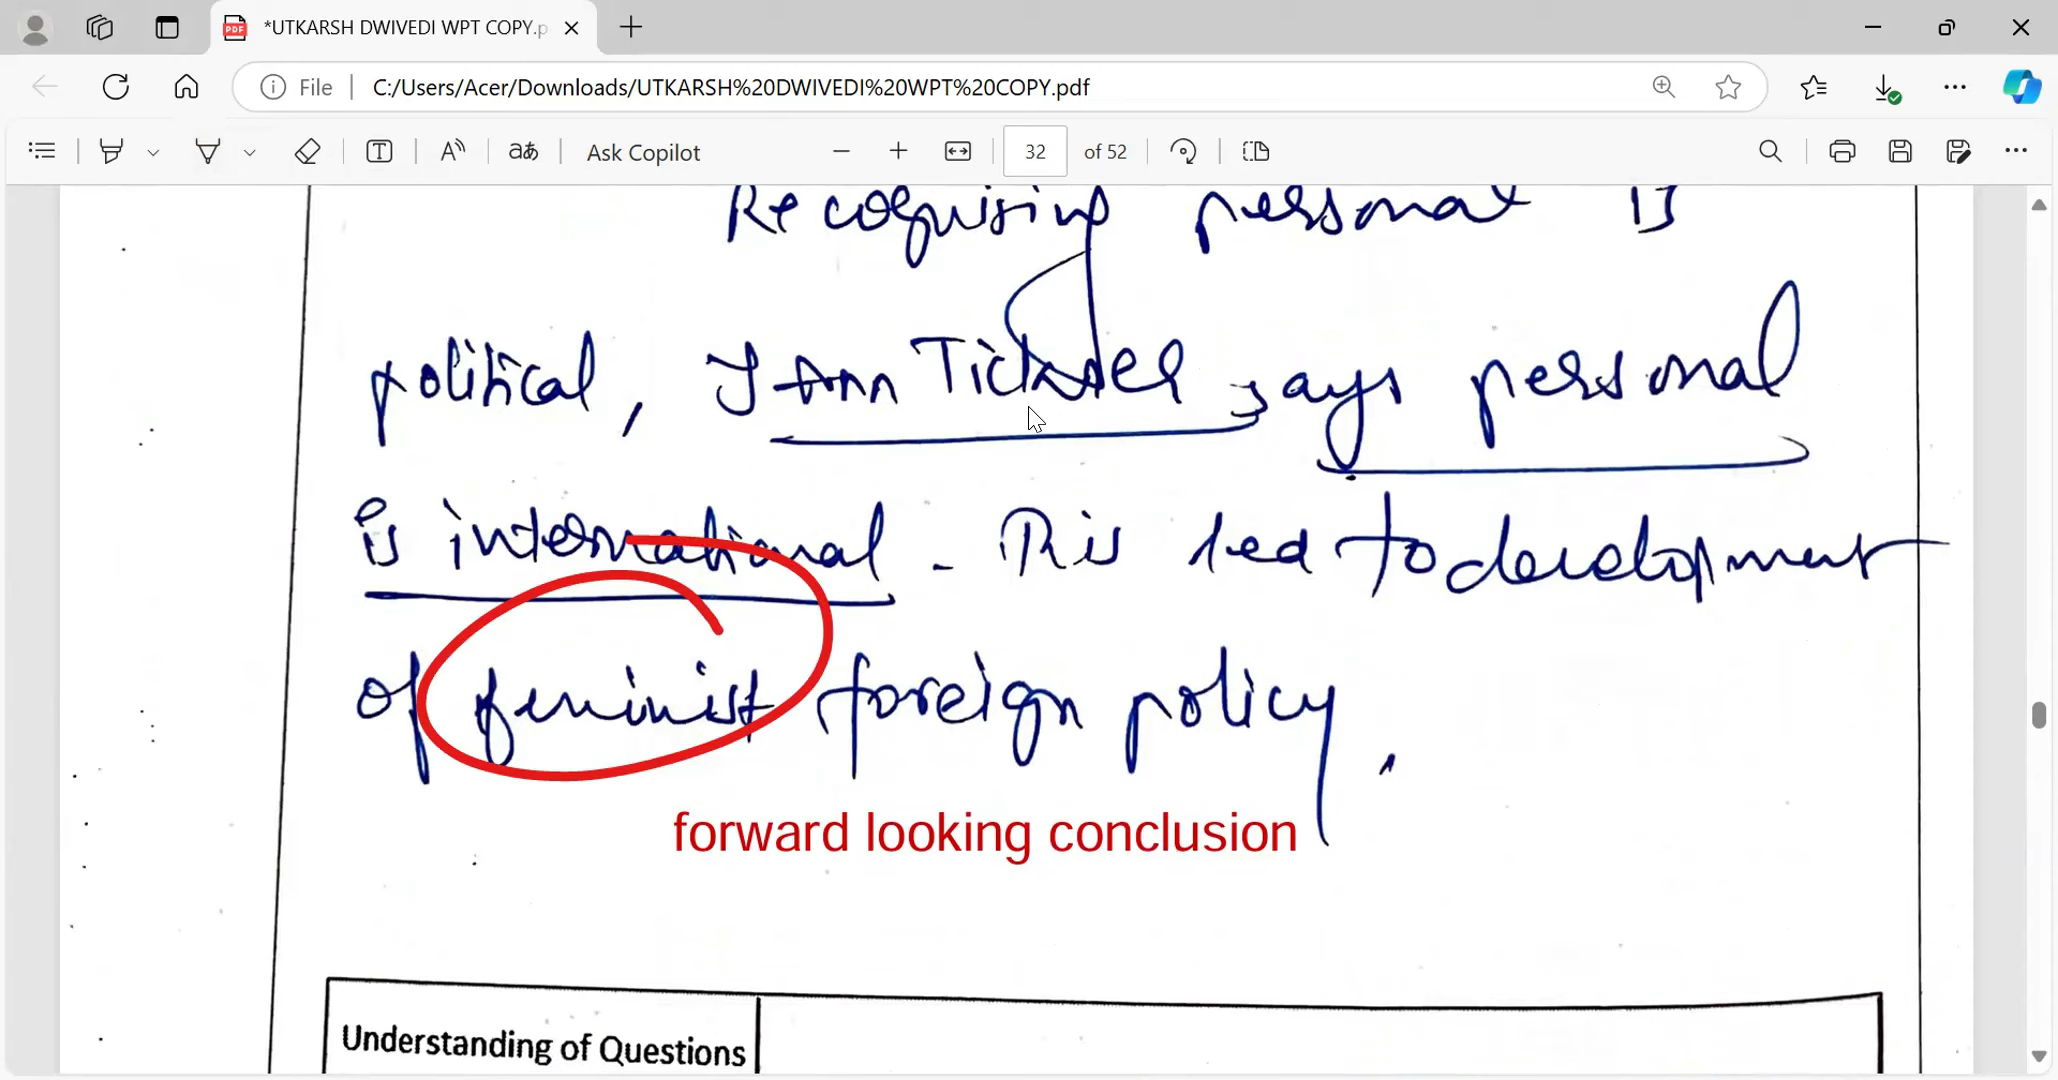 *UTKARSH DWIVEDI WPT COPY.p
File
C:/Users/Acer/Downloads/UTKARSH%20DWIVEDI%20WPT%20COPY.pdf
Ask Copilot
32 of 52
Recognising personal is
political, J Ann Tickner says personal
is international. This led to development
of feminist foreign policy.
forward looking conclusion
Understanding of Questions